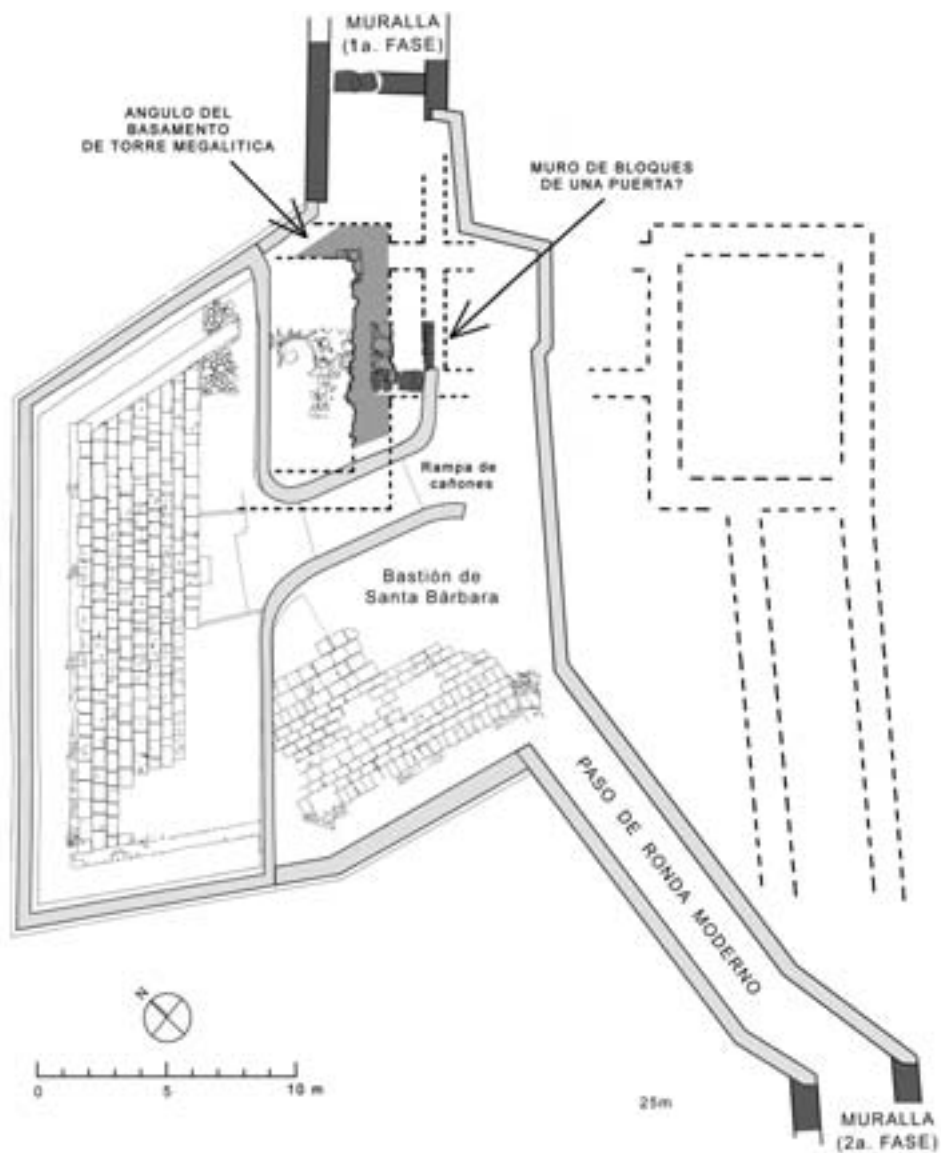 MURALLA
(1a. FASE)
ANGULO DEL
BASAMENTO
DE TORRE MEGALITICA
MURO DE BLOQUES
DE UNA PUERTA?
Rampa de
cañones
Bastión de
Santa Bárbara
PASO DE RONDA MODERNO
N
0 5 10 m
25m
MURALLA
(2a. FASE)